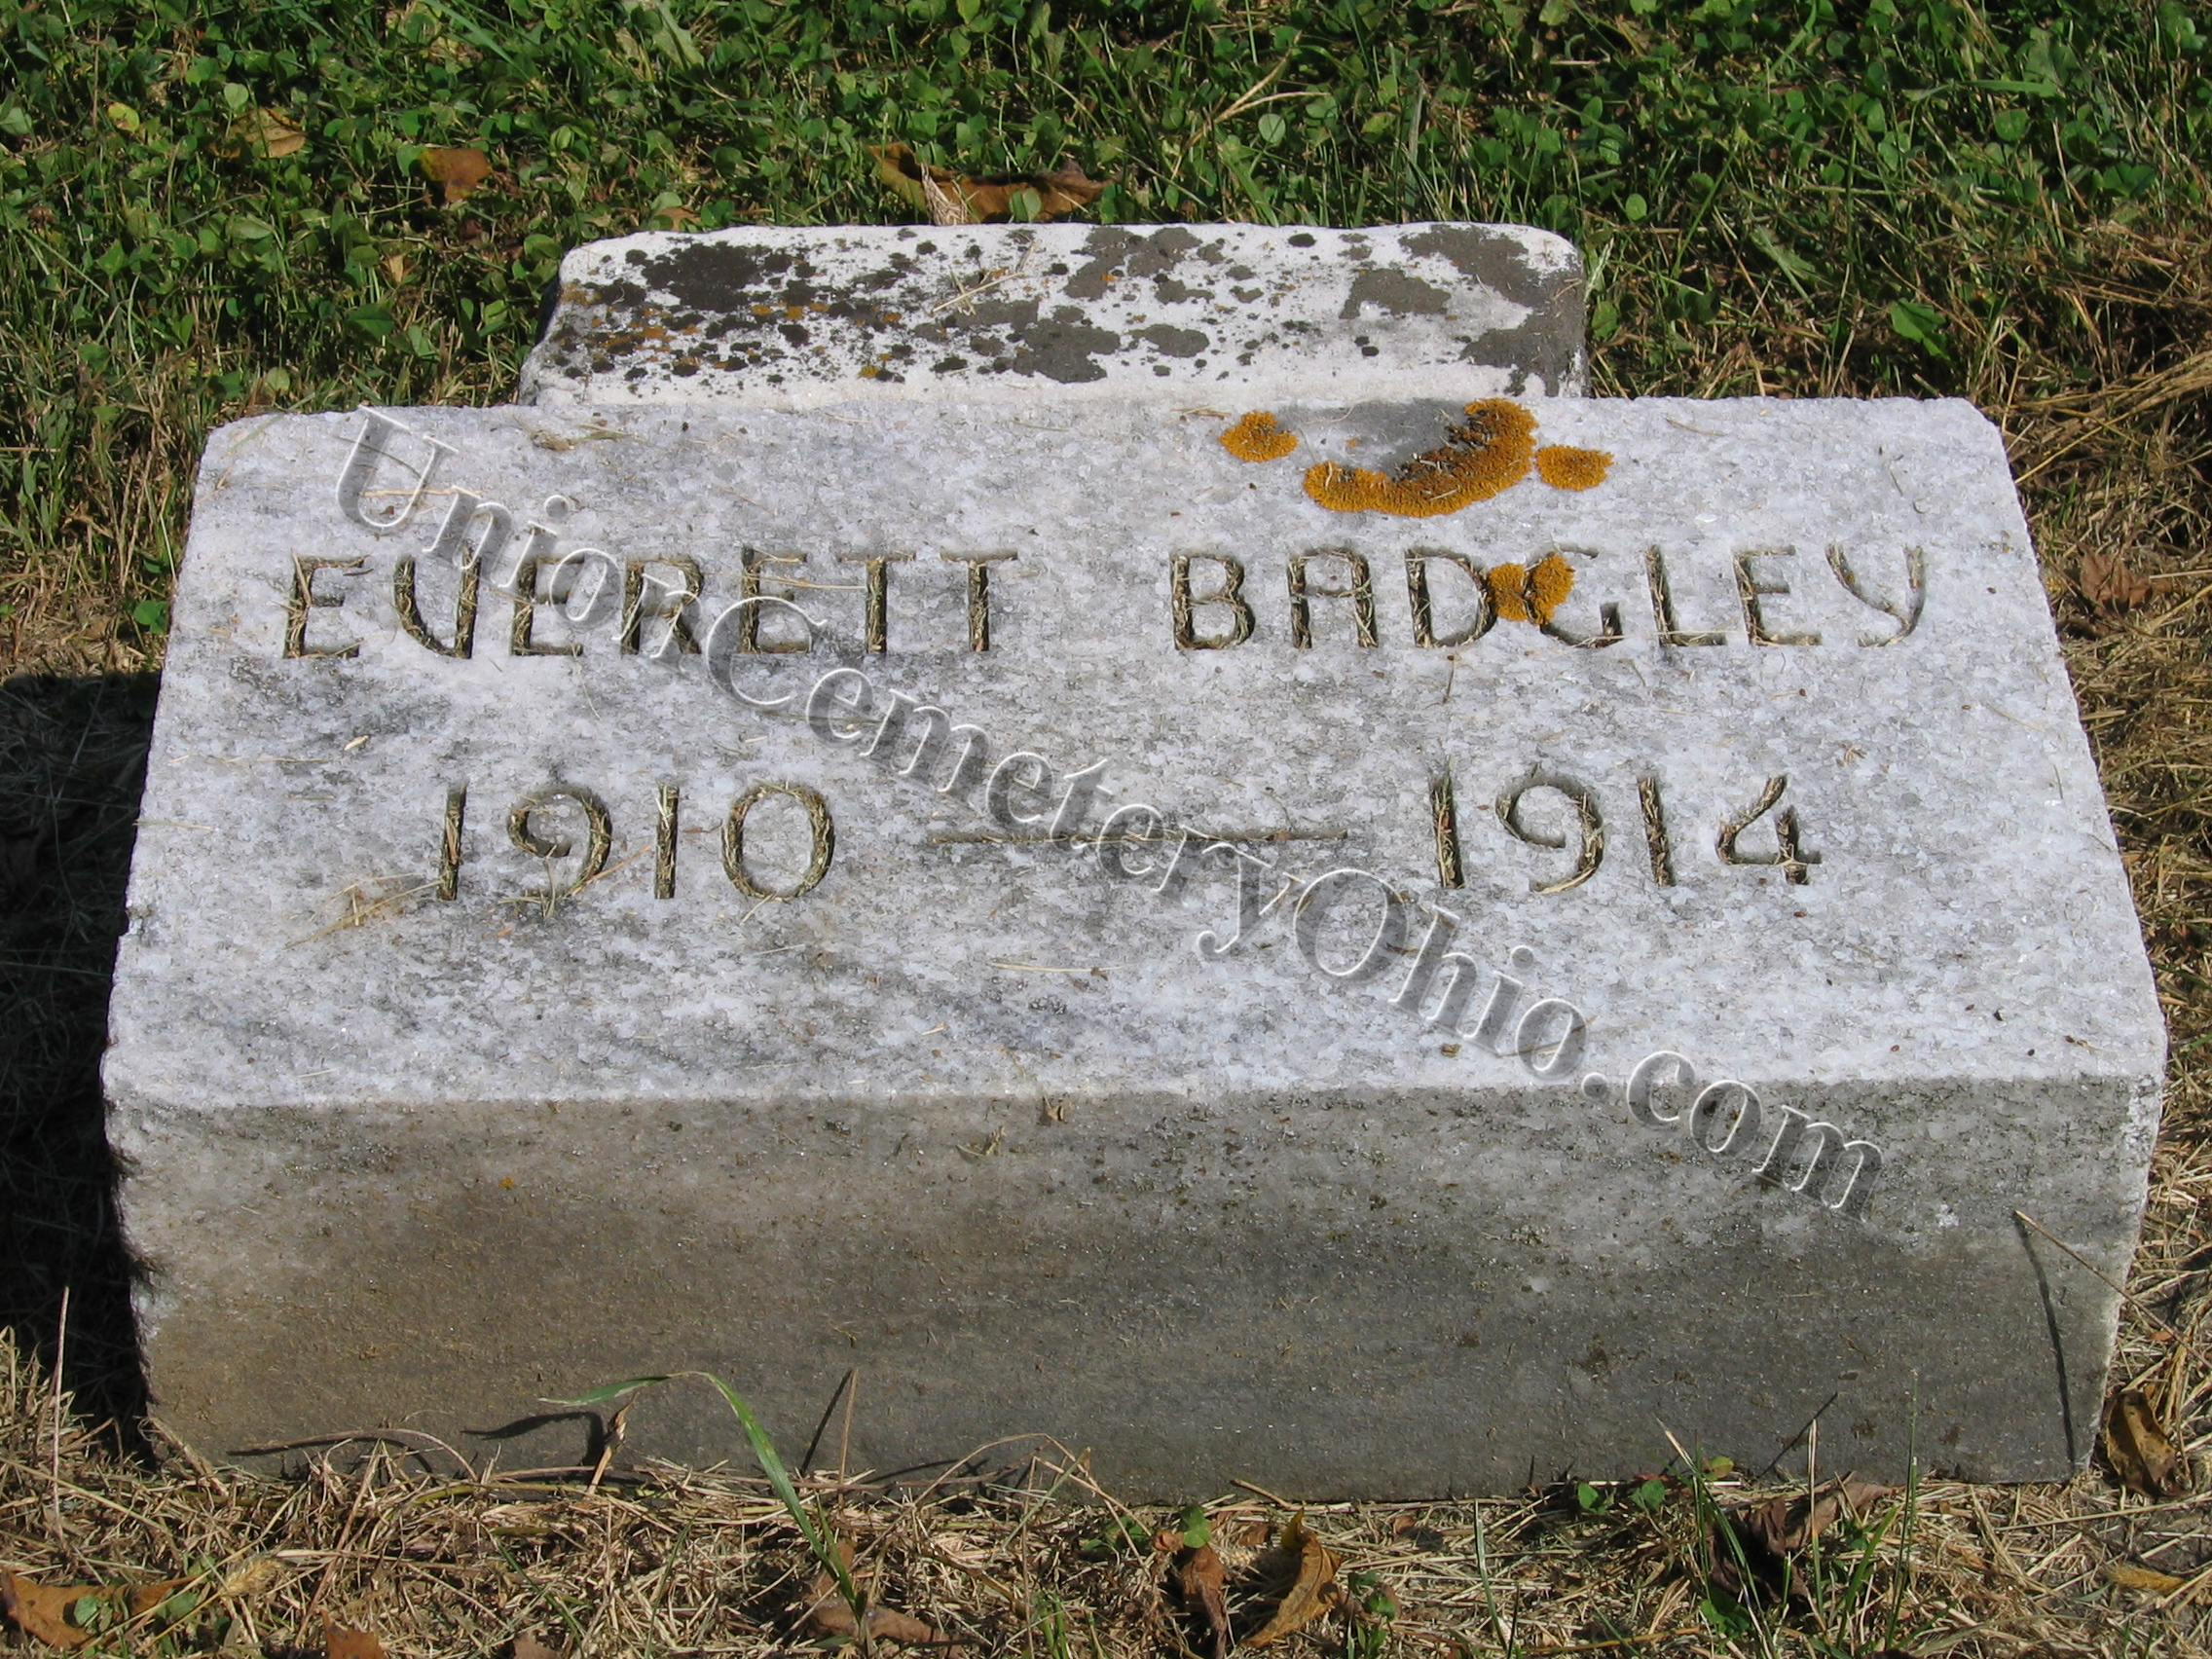 EVERETT BADGLEY
1910 — 1914
UnionCemeteryOhio.com